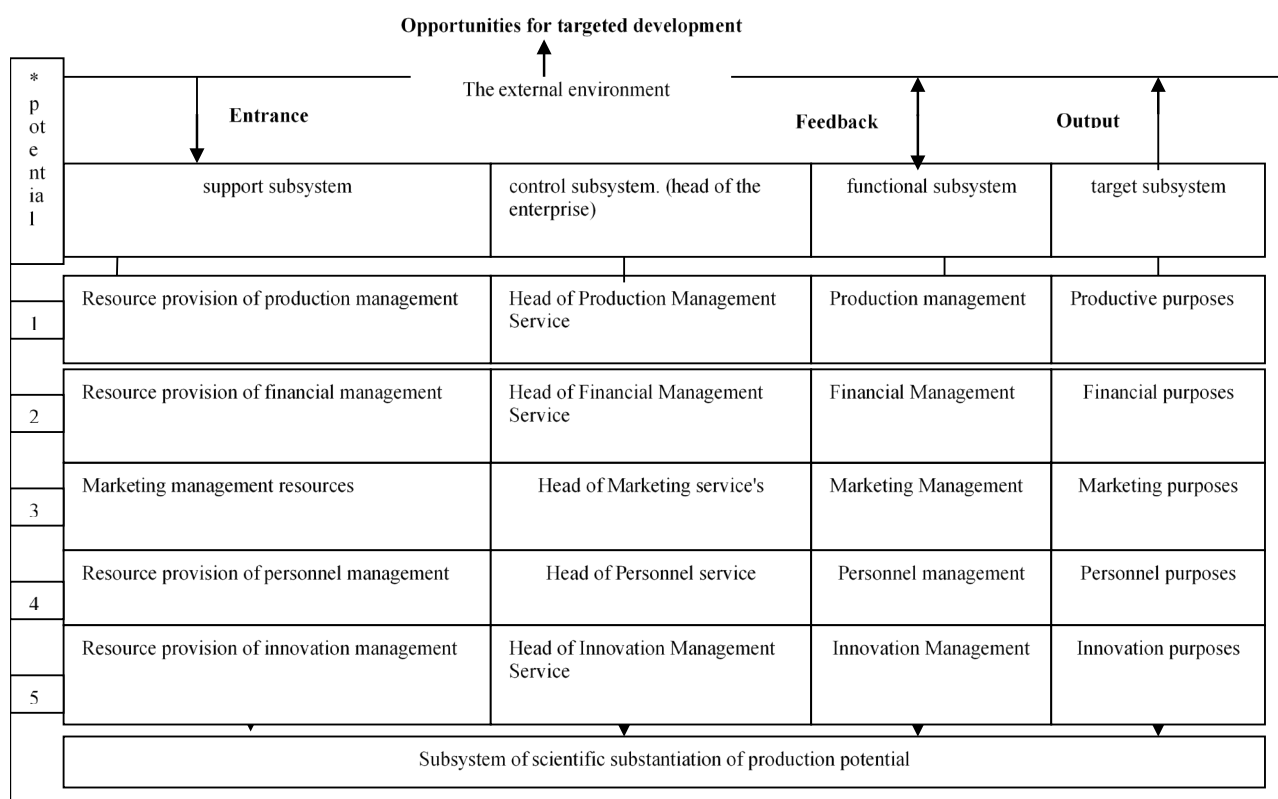 Opportunities for targeted development
*
p
ot
e
nt
ia
l
The external environment
Entrance
Feedback
Output
support subsystem
control subsystem. (head of the
enterprise)
functional subsystem
target subsystem
1
Resource provision of production management
Head of Production Management
Service
Production management
Productive purposes
2
Resource provision of financial management
Head of Financial Management
Service
Financial Management
Financial purposes
3
Marketing management resources
Head of Marketing service's
Marketing Management
Marketing purposes
4
Resource provision of personnel management
Head of Personnel service
Personnel management
Personnel purposes
5
Resource provision of innovation management
Head of Innovation Management
Service
Innovation Management
Innovation purposes
Subsystem of scientific substantiation of production potential